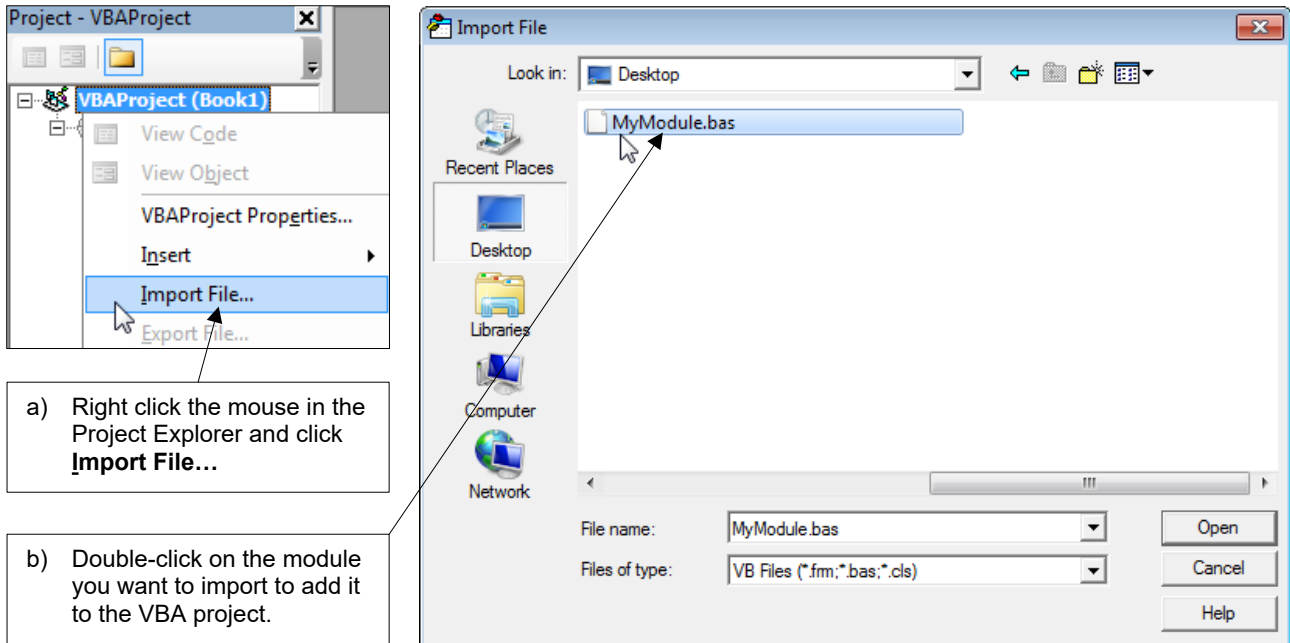 Project - VBAProject
VBAProject (Book1)
View Code
View Object
VBAProject Properties...
Insert
Import File...
Export File...
a) Right click the mouse in the
Project Explorer and click
Import File…
b) Double-click on the module
you want to import to add it
to the VBA project.
Import File
Look in:
Desktop
MyModule.bas
Recent Places
Desktop
Libraries
Computer
Network
File name:
MyModule.bas
Open
Files of type:
VB Files (*.frm;*.bas;*.cls)
Cancel
Help